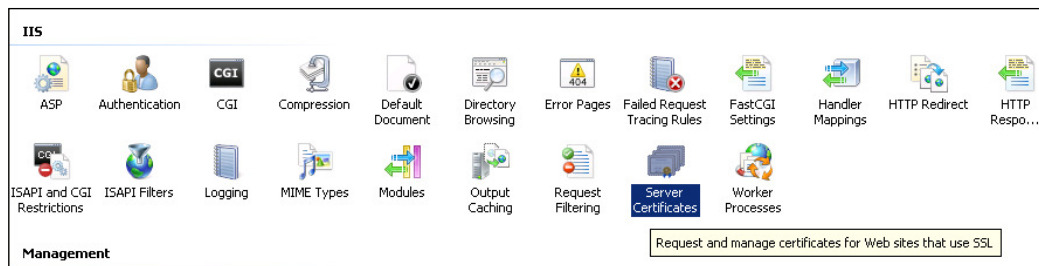 IIS
CGI
404
ASP Authentication CGI Compression Default Directory Error Pages Failed Request FastCGI Handler HTTP Redirect HTTP
Document Browsing Tracing Rules Settings Mappings Respo...
CGI
ISAPI and CGI ISAPI Filters Logging MIME Types Modules Output Request Server Worker
Restrictions Caching Filtering Certificates Processes
Request and manage certificates for Web sites that use SSL
Management